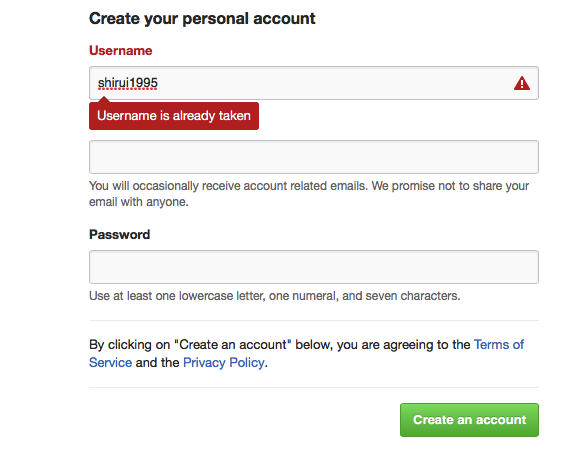 Create your personal account
Username
shirui1995
Username is already taken
You will occasionally receive account related emails. We promise not to share your
email with anyone.
Password
Use at least one lowercase letter, one numeral, and seven characters.
By clicking on "Create an account" below, you are agreeing to the Terms of
Service and the Privacy Policy.
Create an account